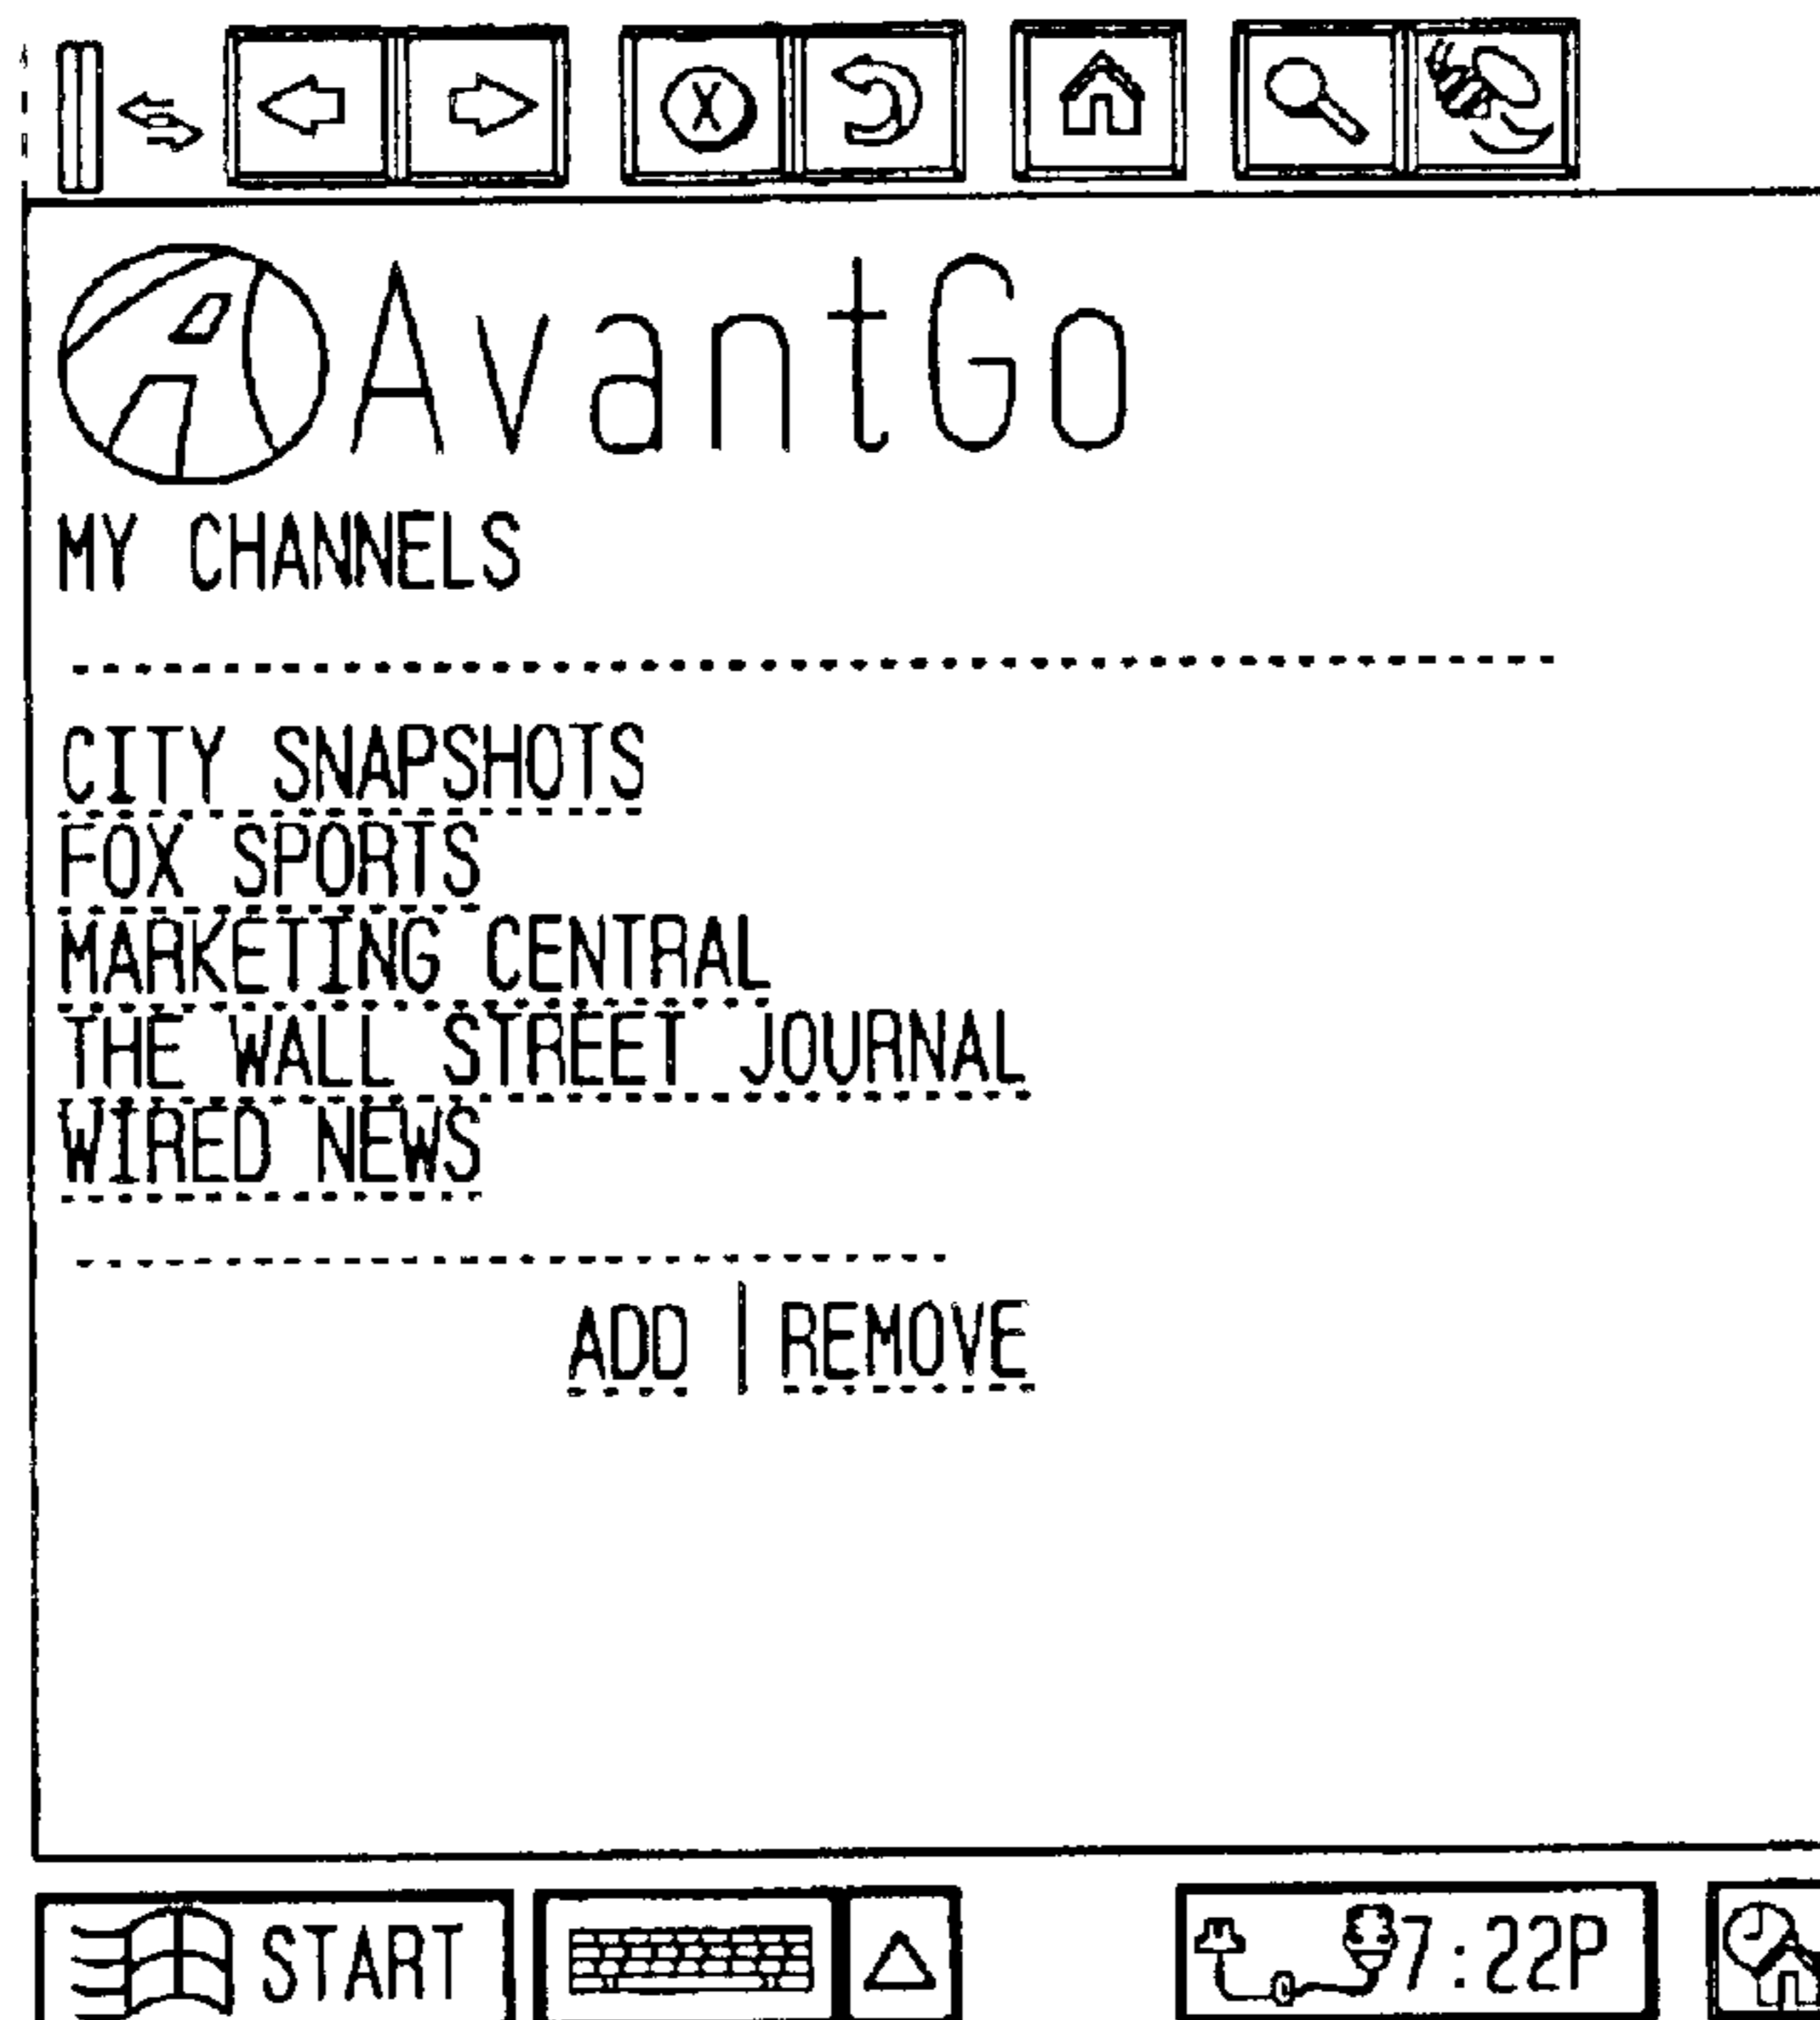 AvantGo
MY CHANNELS
CITY SNAPSHOTS
FOX SPORTS
MARKETING CENTRAL
THE WALL STREET JOURNAL
WIRED NEWS
ADD | REMOVE
START 7:22P